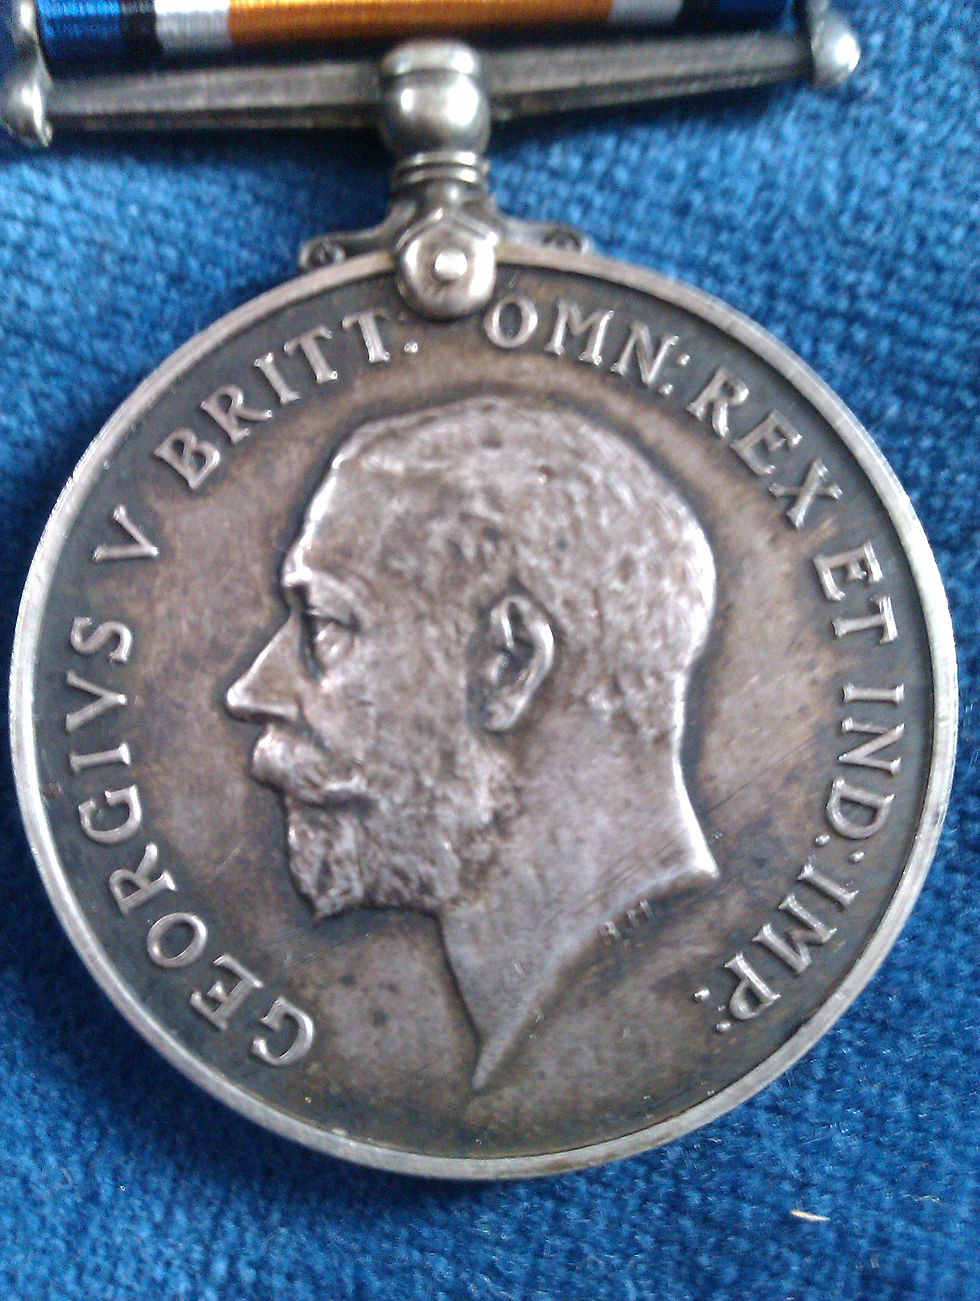 GEORGIVS V BRITT: OMN: REX ET IND: IMP:
B.M